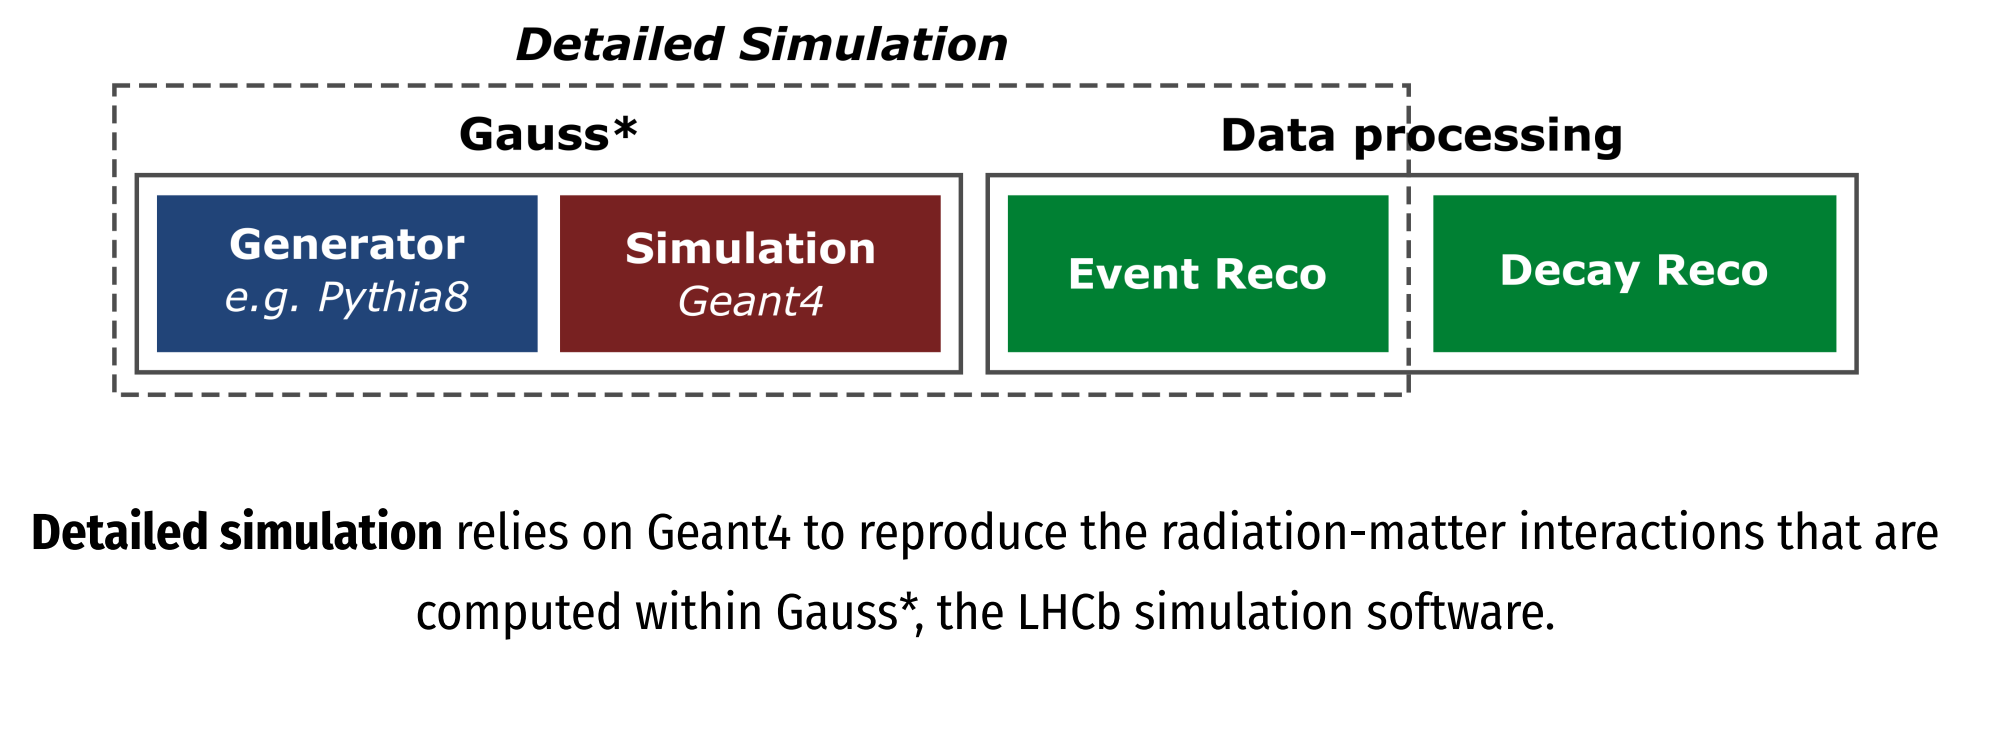 Detailed Simulation
Gauss*
Data processing
Generator
e.g. Pythia8
Simulation
Geant4
Event Reco
Decay Reco
Detailed simulation relies on Geant4 to reproduce the radiation-matter interactions that are
computed within Gauss*, the LHCb simulation software.